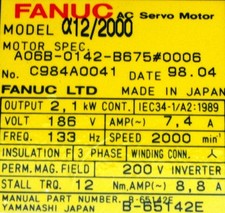 FANUC AC Servo Motor
MODEL α12/2000
MOTOR SPEC.
A06B-0142-B675#0006
No. C984A0041 DATE 98.04
FANUC LTD MADE IN JAPAN
OUTPUT 2,1 kW CONT. IEC34-1/A2:1989
VOLT 186 V AMP(~) 7,4 A
FREQ. 133 Hz SPEED 2000 min⁻¹
INSULATION F 3 PHASE WINDING CONN. 人
PERM. MAG. FIELD 200 V INVERTER
STALL TRQ. 12 Nm, AMP(~) 8,8 A
MANUAL PART NUMBER B-65142E
YAMANASHI JAPAN B-65142E